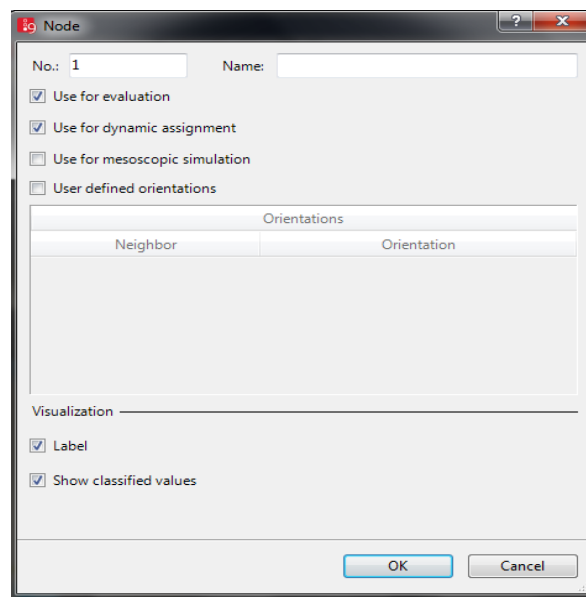 Node
No.: 1 Name:
Use for evaluation
Use for dynamic assignment
Use for mesoscopic simulation
User defined orientations
Orientations
Neighbor Orientation
Visualization
Label
Show classified values
OK Cancel